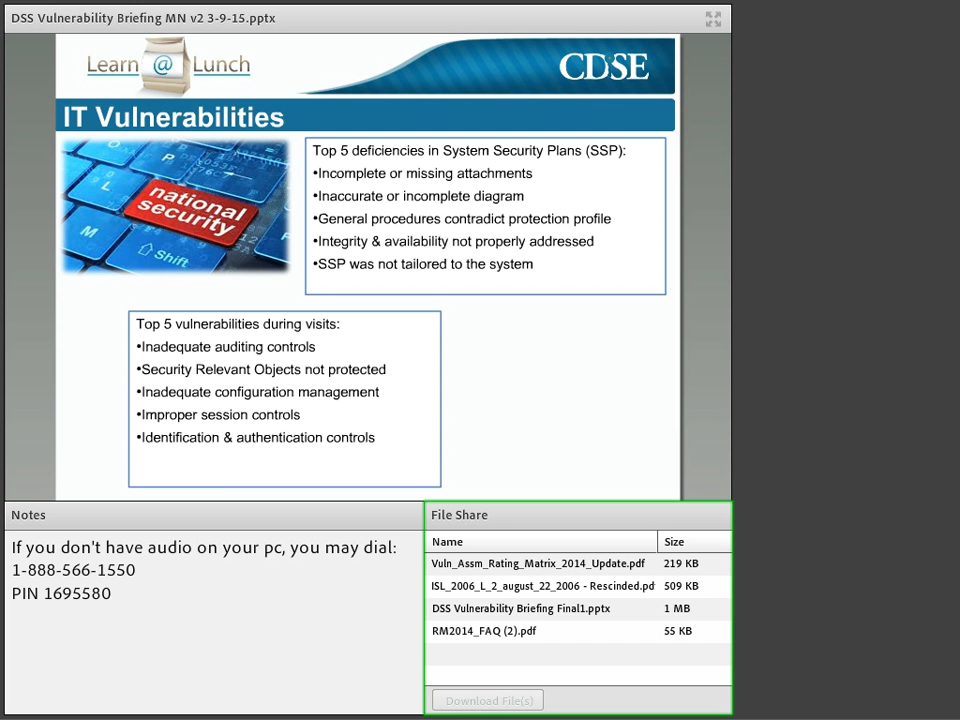 DSS Vulnerability Briefing MN v2 3-9-15.pptx
Learn @ Lunch
CDSE
IT Vulnerabilities
national
security
P
L
M
Shift
Top 5 deficiencies in System Security Plans (SSP):
•Incomplete or missing attachments
•Inaccurate or incomplete diagram
•General procedures contradict protection profile
•Integrity & availability not properly addressed
•SSP was not tailored to the system
Top 5 vulnerabilities during visits:
•Inadequate auditing controls
•Security Relevant Objects not protected
•Inadequate configuration management
•Improper session controls
•Identification & authentication controls
Notes
If you don't have audio on your pc, you may dial:
1-888-566-1550
PIN 1695580
File Share
Name Size
Vuln_Assm_Rating_Matrix_2014_Update.pdf 219 KB
ISL_2006_L_2_august_22_2006 - Rescinded.pd 509 KB
DSS Vulnerability Briefing Final1.pptx 1 MB
RM2014_FAQ (2).pdf 55 KB
Download File(s)